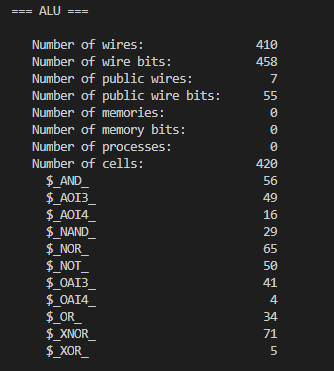 === ALU ===
Number of wires: 410
Number of wire bits: 458
Number of public wires: 7
Number of public wire bits: 55
Number of memories: 0
Number of memory bits: 0
Number of processes: 0
Number of cells: 420
$_AND_ 56
$_AOI3_ 49
$_AOI4_ 16
$_NAND_ 29
$_NOR_ 65
$_NOT_ 50
$_OAI3_ 41
$_OAI4_ 4
$_OR_ 34
$_XNOR_ 71
$_XOR_ 5